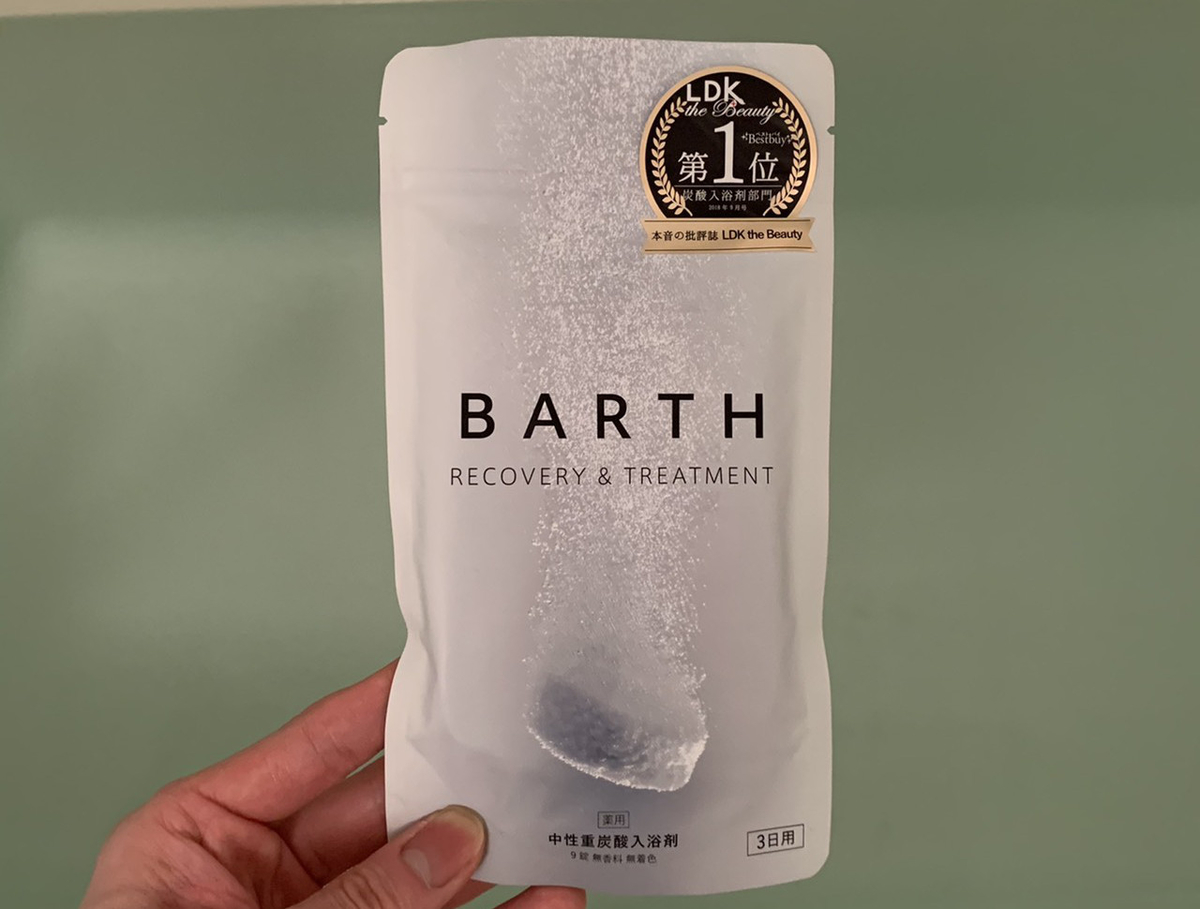 LDK
the Beauty
ベストバイ
Bestbuy
第1位
炭酸入浴剤部門
2018年9月号
本音の批評誌 LDK the Beauty
BARTH
RECOVERY & TREATMENT
薬用
中性重炭酸入浴剤
9錠 無香料 無着色
3日用